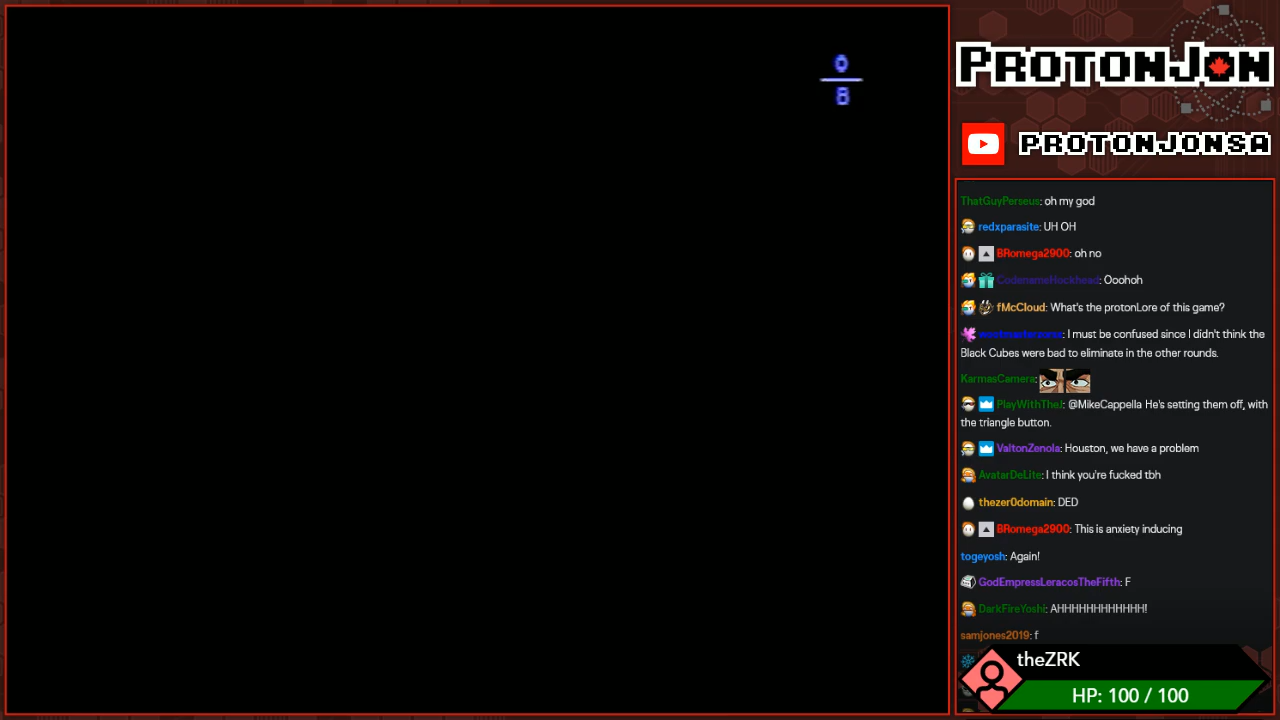 0
8
PROTONJON
PROTONJONSA
ThatGuyPerseus: oh my god
redxparasite: UH OH
BRomega2900: oh no
CodenameHockhead: Ooohoh
fMcCloud: What's the protonLore of this game?
: I must be confused since I didn't think the
Black Cubes were bad to eliminate in the other rounds.
KarmasCamera:
PlayWithTheJ: @MikeCappella He's setting them off, with
the triangle button.
ValtonZenola: Houston, we have a problem
AvatarDeLite: I think you're fucked tbh
thezer0domain: DED
BRomega2900: This is anxiety inducing
togeyosh: Again!
GodEmpressLeracosTheFifth: F
DarkFireYoshi: AHHHHHHHHHHHH!
samjones2019: f
theZRK
HP: 100 / 100